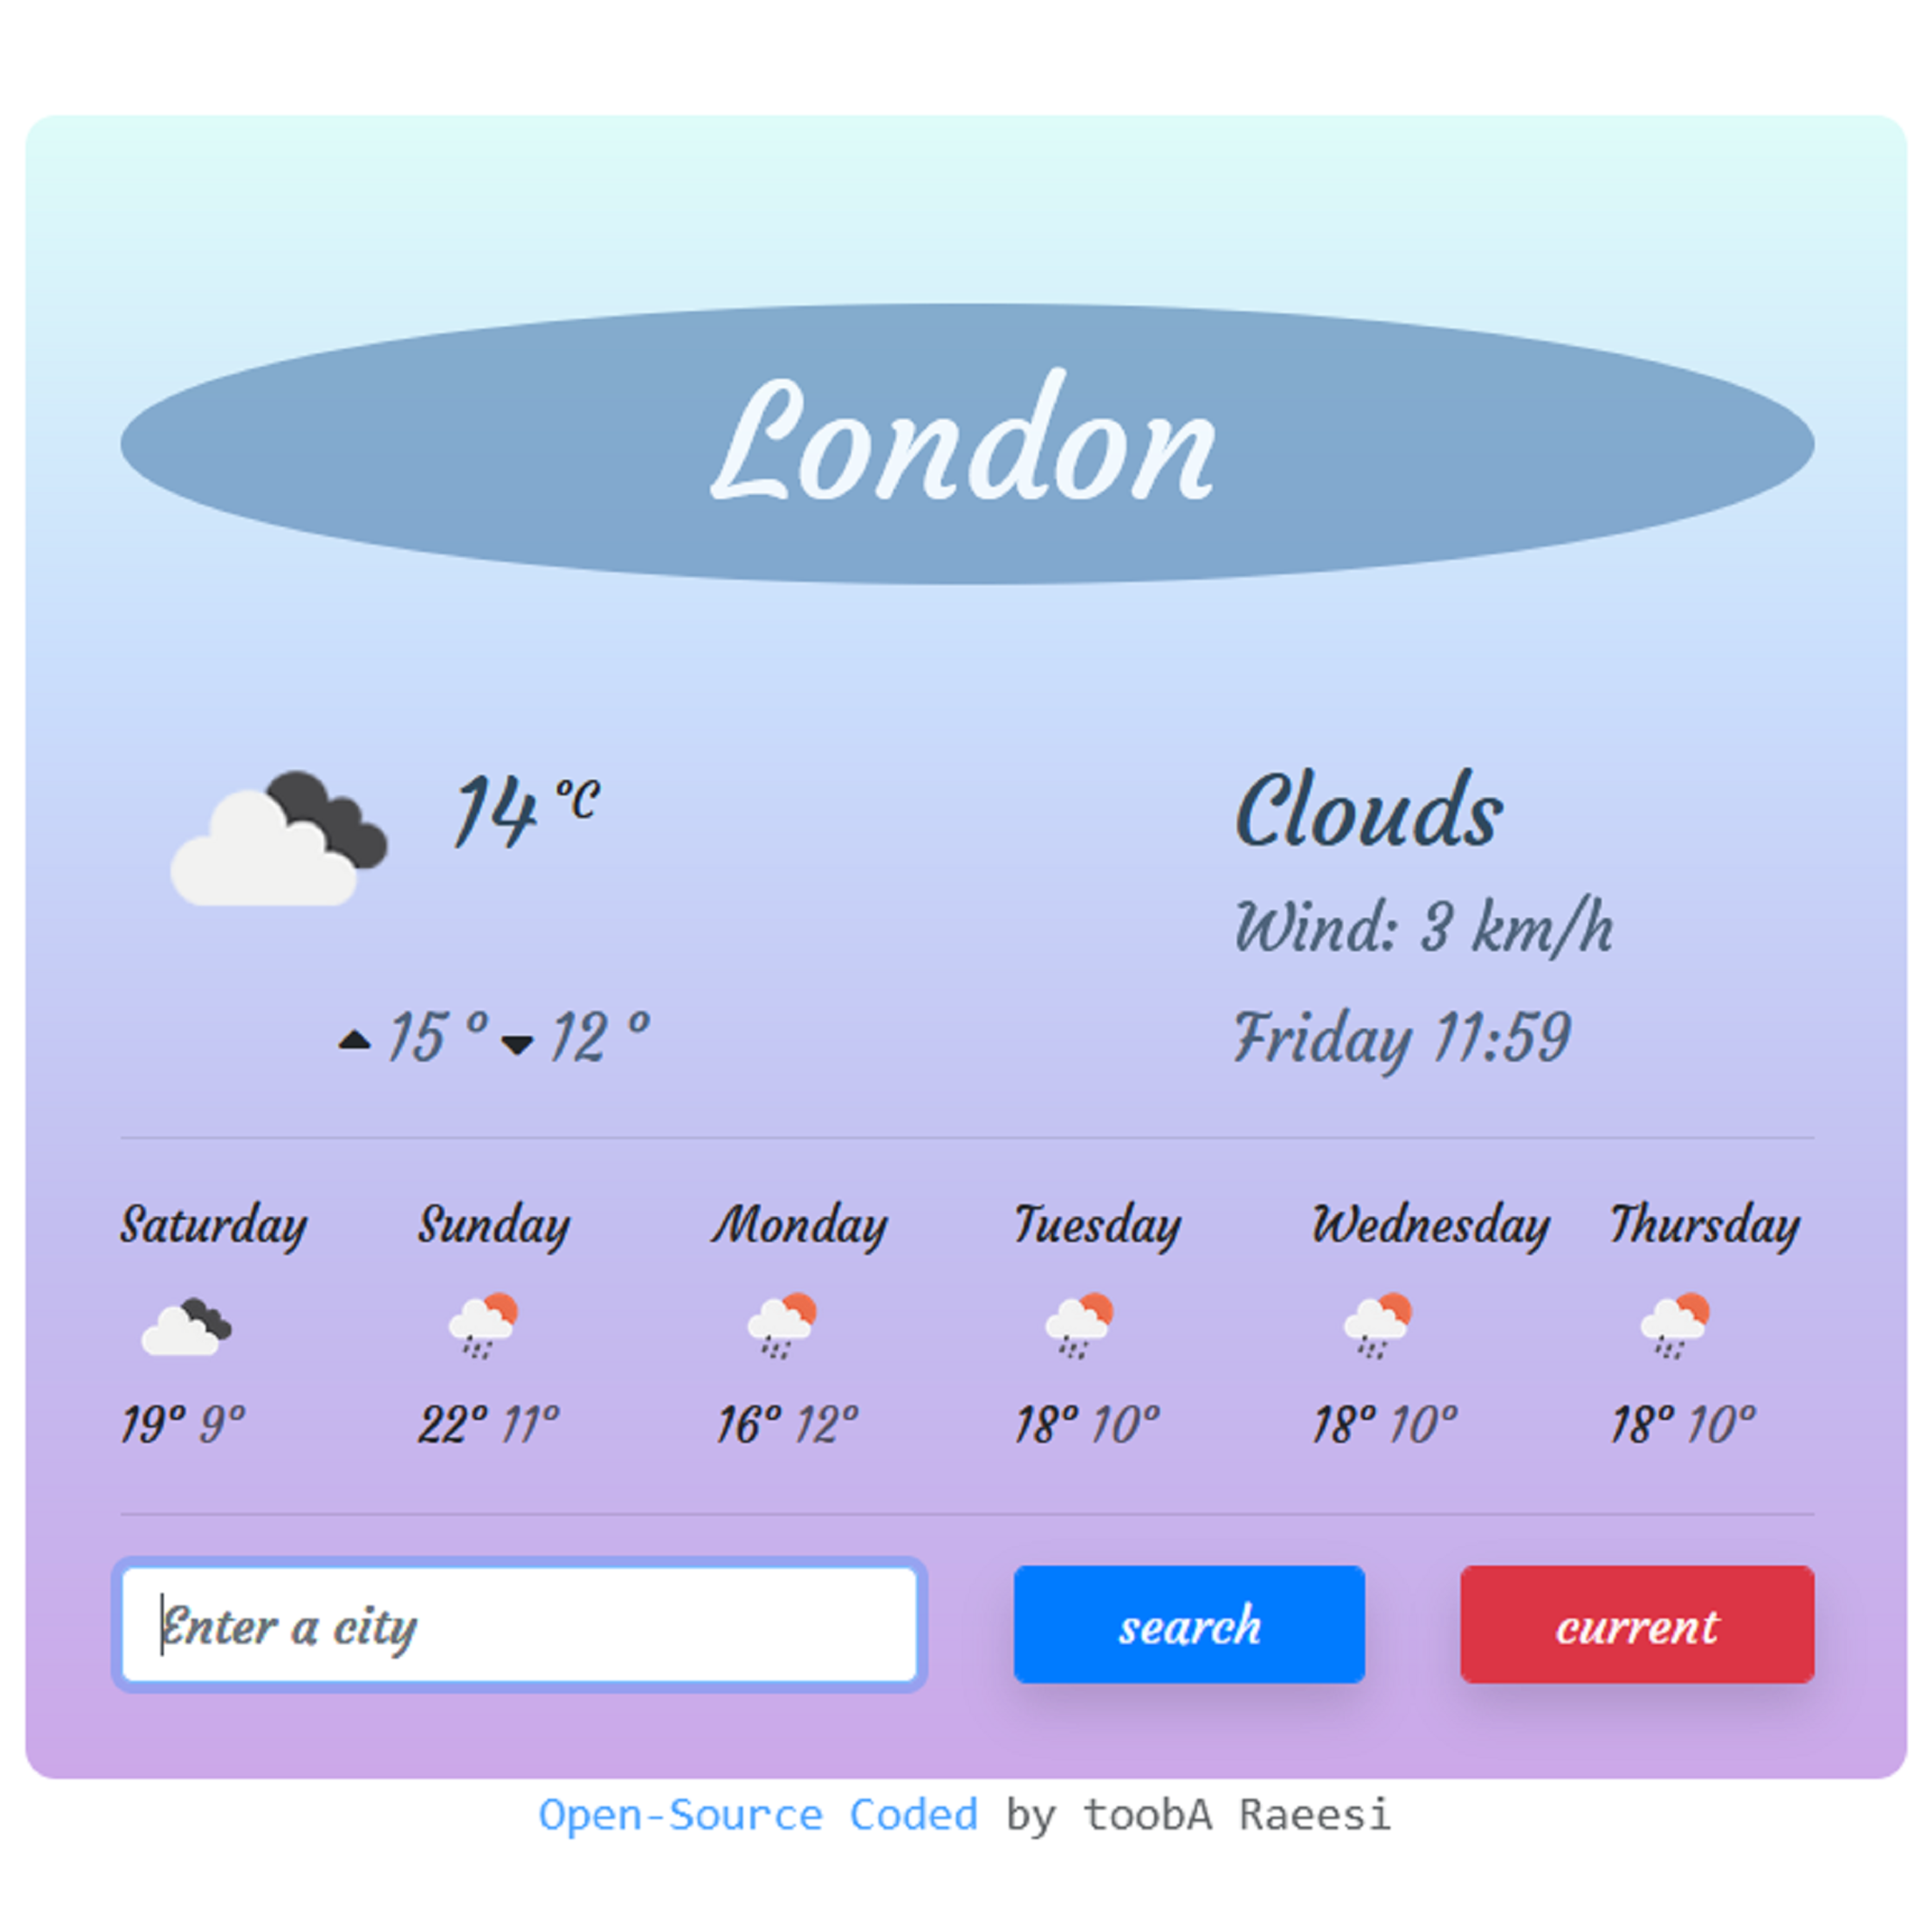 London
14 °C
Clouds
Wind: 3 km/h
15 ° 12 °
Friday 11:59
Saturday Sunday Monday Tuesday Wednesday Thursday
19° 9° 22° 11° 16° 12° 18° 10° 18° 10° 18° 10°
Enter a city search current
Open-Source Coded by toobA Raeesi